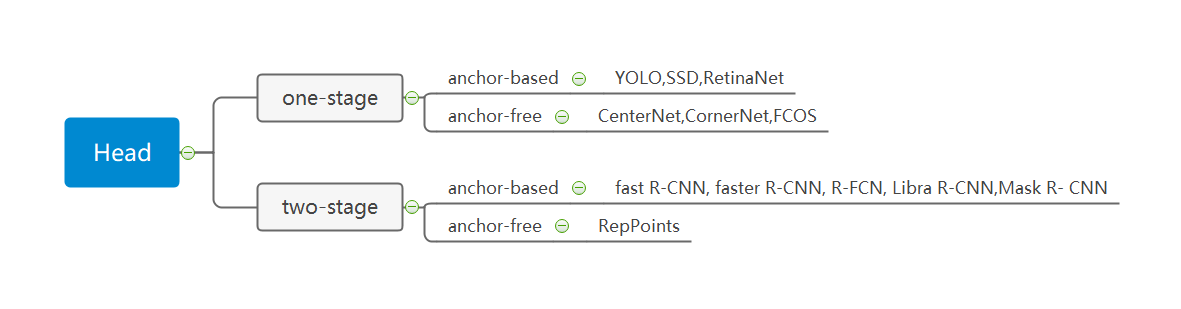 Head
one-stage
anchor-based
YOLO,SSD,RetinaNet
anchor-free
CenterNet,CornerNet,FCOS
two-stage
anchor-based
fast R-CNN, faster R-CNN, R-FCN, Libra R-CNN,Mask R- CNN
anchor-free
RepPoints